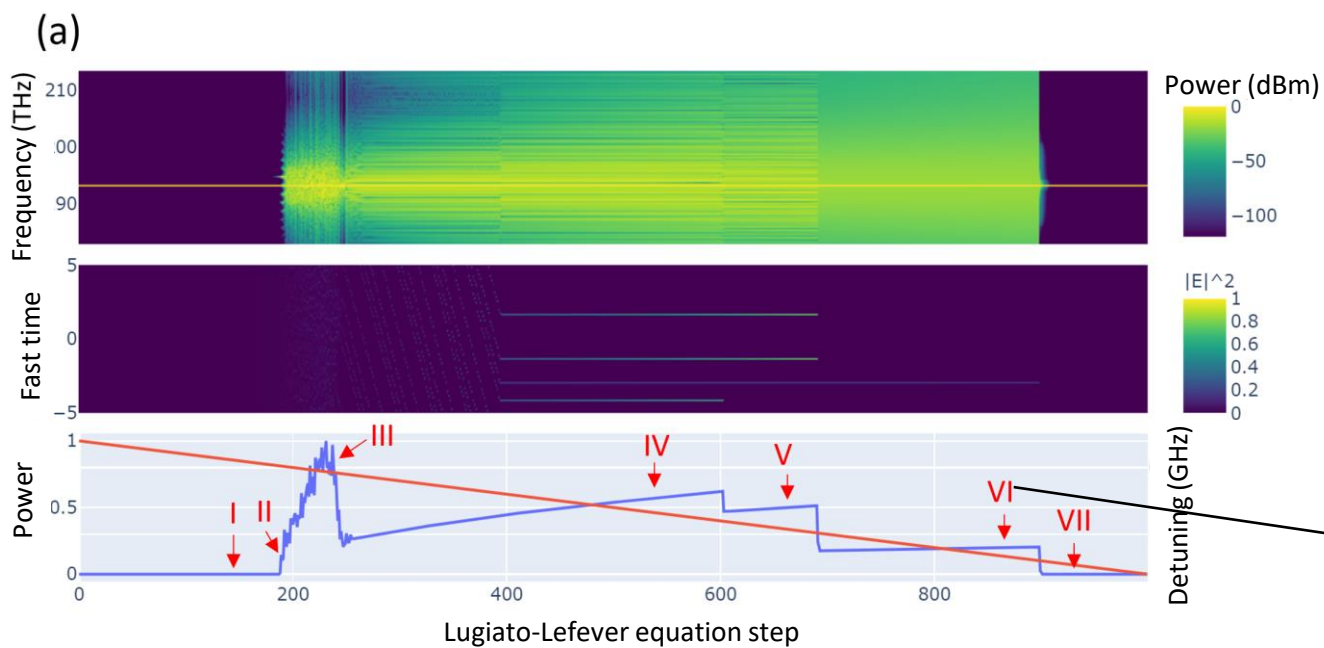 (a)
Frequency (THz)
210
.00
90
Power (dBm)
0
−50
−100
Fast time
5
0
−5
|E|^2
1
0.8
0.6
0.4
0.2
0
Power
1
0.5
0
I
II
III
IV
V
VI
VII
Detuning (GHz)
0
200
400
600
800
Lugiato-Lefever equation step